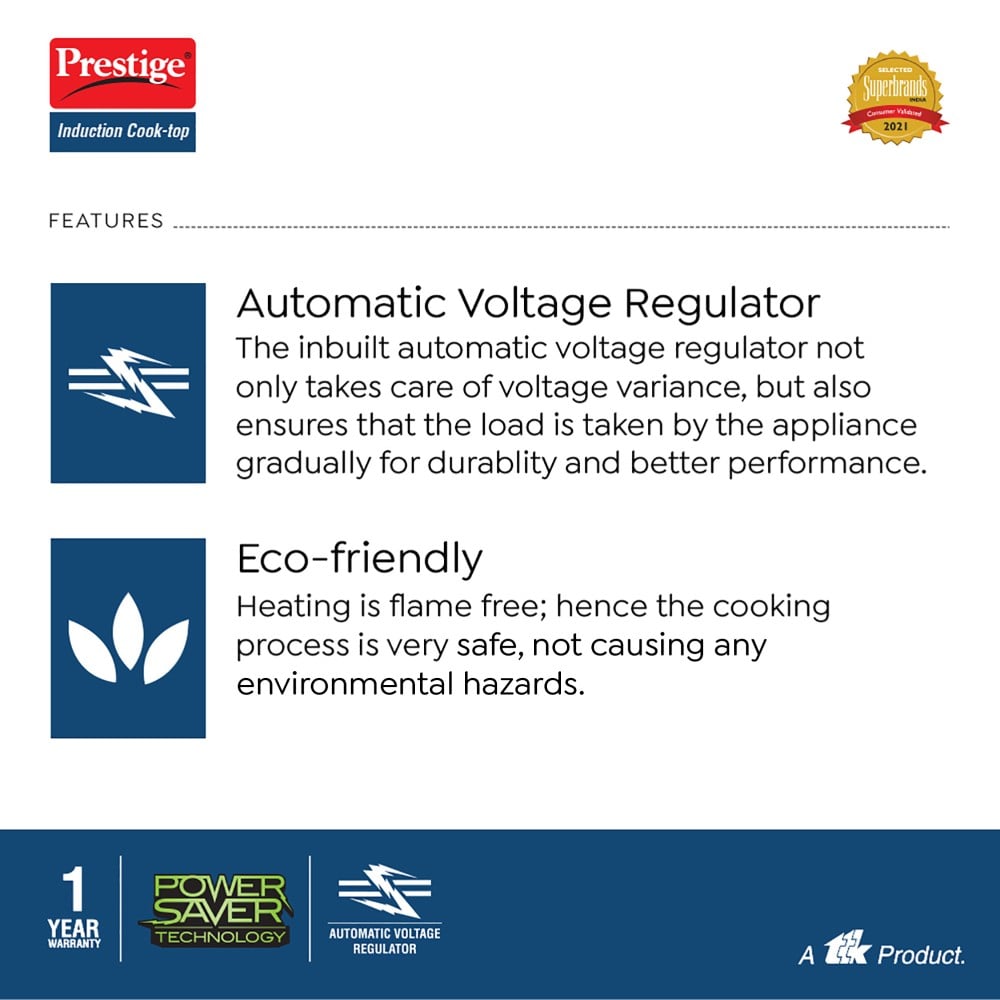 Prestige®
Induction Cook-top
SELECTED
Superbrands
INDIA
Consumer Validated
2021
FEATURES
Automatic Voltage Regulator
The inbuilt automatic voltage regulator not
only takes care of voltage variance, but also
ensures that the load is taken by the appliance
gradually for durablity and better performance.
Eco-friendly
Heating is flame free; hence the cooking
process is very safe, not causing any
environmental hazards.
1
YEAR
WARRANTY
POWER
SAVER
TECHNOLOGY
AUTOMATIC VOLTAGE
REGULATOR
A ttk Product.